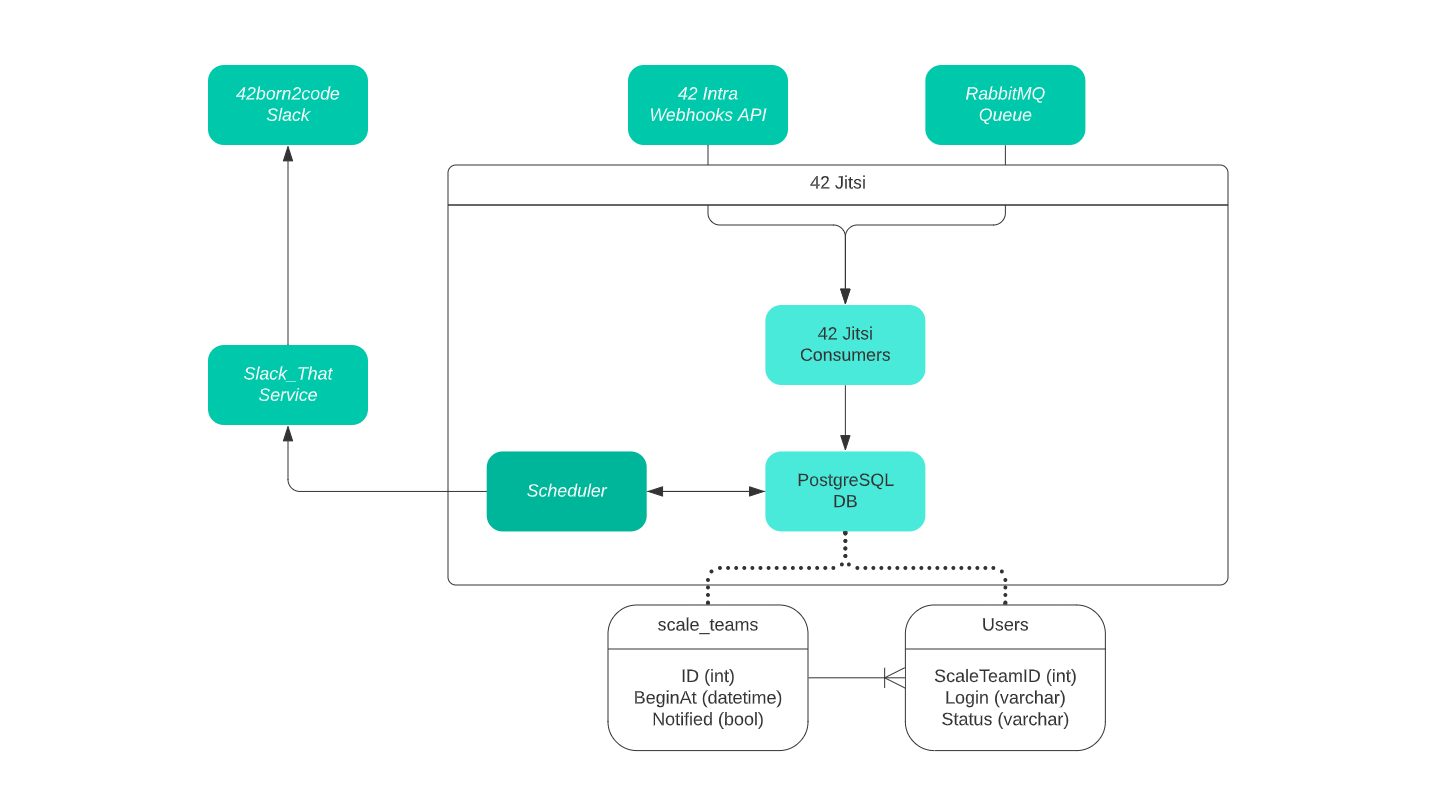 42born2code
Slack
42 Intra
Webhooks API
RabbitMQ
Queue
42 Jitsi
42 Jitsi
Consumers
Slack_That
Service
Scheduler
PostgreSQL
DB
scale_teams
ID (int)
BeginAt (datetime)
Notified (bool)
Users
ScaleTeamID (int)
Login (varchar)
Status (varchar)